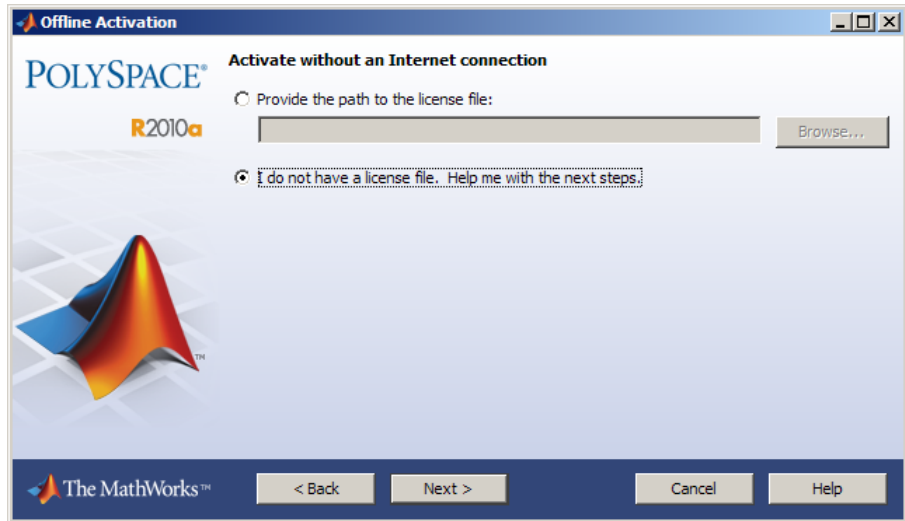 Offline Activation
POLYSPACE®
R2010a
Activate without an Internet connection
Provide the path to the license file:
Browse...
I do not have a license file. Help me with the next steps.
TM
The MathWorks™
< Back
Next >
Cancel
Help